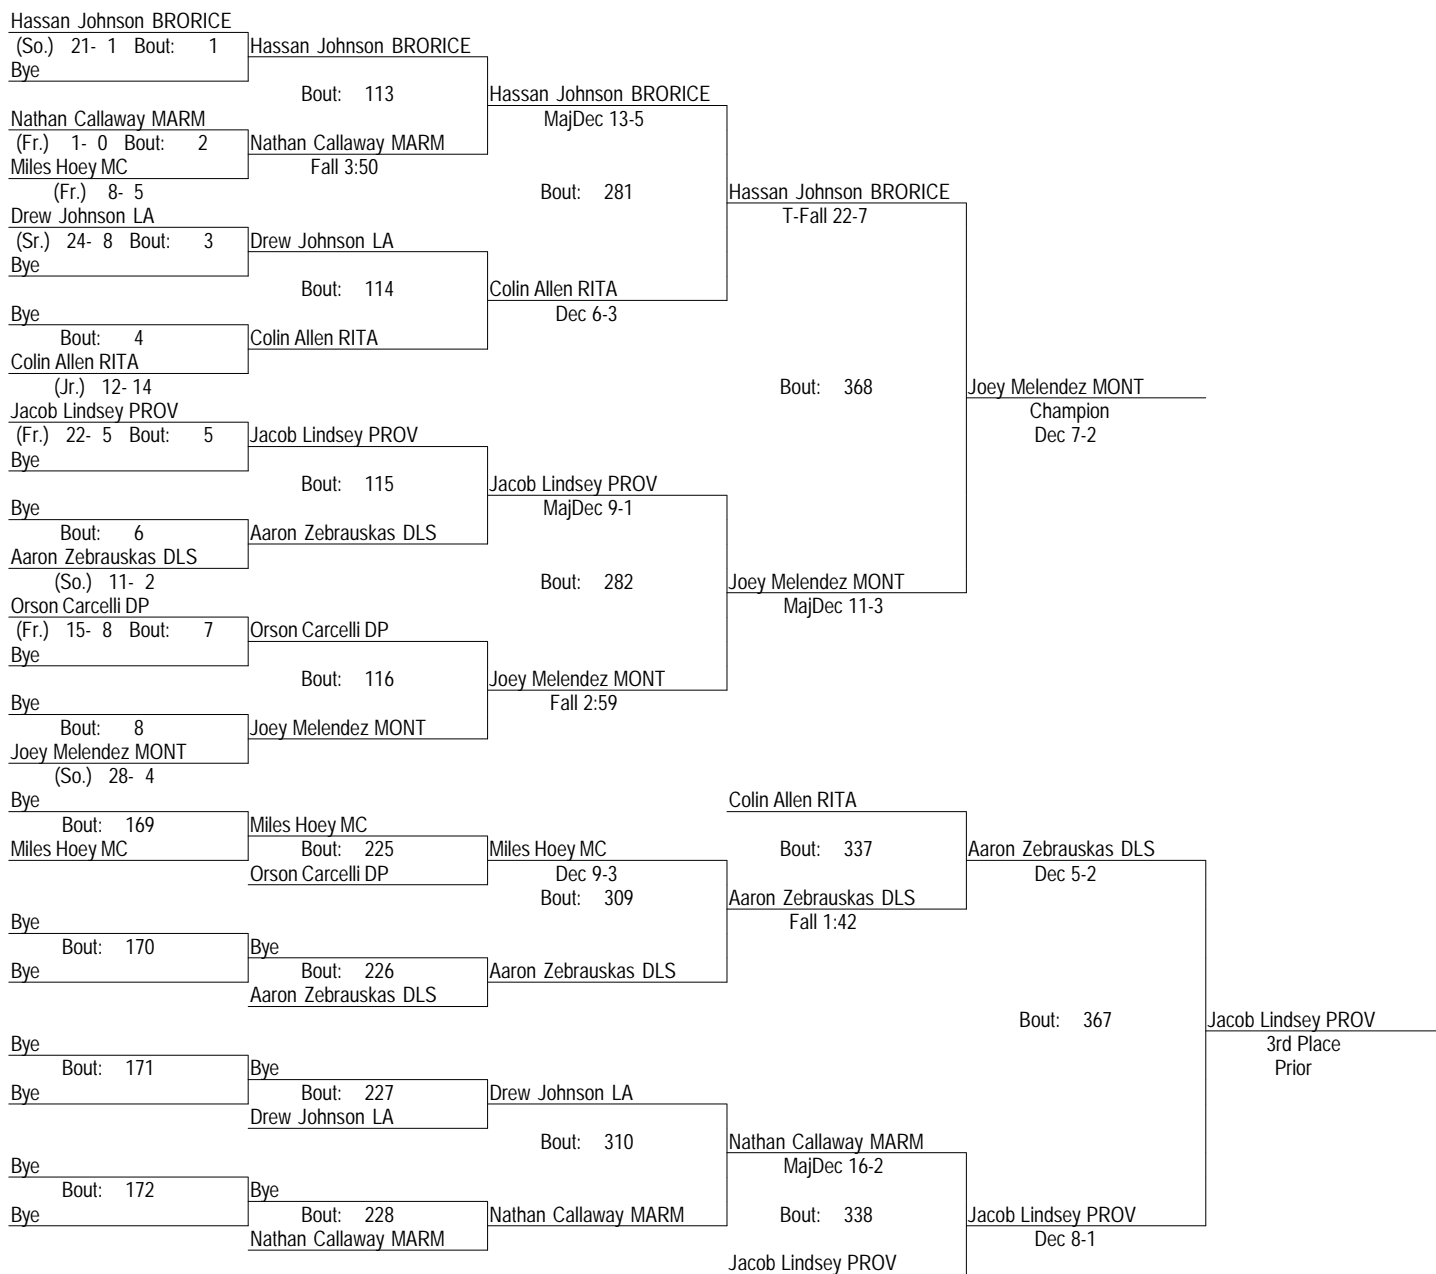 Hassan Johnson BRORICE
(So.) 21- 1 Bout: 1 Hassan Johnson BRORICE
Bye
Bout: 113 Hassan Johnson BRORICE
Nathan Callaway MARM MajDec 13-5
(Fr.) 1- 0 Bout: 2 Nathan Callaway MARM
Miles Hoey MC Fall 3:50
(Fr.) 8- 5 Bout: 281 Hassan Johnson BRORICE
Drew Johnson LA T-Fall 22-7
(Sr.) 24- 8 Bout: 3 Drew Johnson LA
Bye
Bout: 114 Colin Allen RITA
Bye Dec 6-3
Bout: 4 Colin Allen RITA
Colin Allen RITA
(Jr.) 12- 14 Bout: 368 Joey Melendez MONT
Jacob Lindsey PROV Champion
(Fr.) 22- 5 Bout: 5 Jacob Lindsey PROV Dec 7-2
Bye
Bout: 115 Jacob Lindsey PROV
Bye MajDec 9-1
Bout: 6 Aaron Zebrauskas DLS
Aaron Zebrauskas DLS
(So.) 11- 2 Bout: 282 Joey Melendez MONT
Orson Carcelli DP MajDec 11-3
(Fr.) 15- 8 Bout: 7 Orson Carcelli DP
Bye
Bout: 116 Joey Melendez MONT
Bye Fall 2:59
Bout: 8 Joey Melendez MONT
Joey Melendez MONT
(So.) 28- 4
Bye Colin Allen RITA
Bout: 169 Miles Hoey MC
Miles Hoey MC Bout: 225 Miles Hoey MC Bout: 337 Aaron Zebrauskas DLS
Orson Carcelli DP Dec 9-3 Dec 5-2
Bout: 309 Aaron Zebrauskas DLS
Bye Fall 1:42
Bout: 170 Bye
Bye Bout: 226 Aaron Zebrauskas DLS
Aaron Zebrauskas DLS
Bout: 367 Jacob Lindsey PROV
Bye 3rd Place
Bout: 171 Bye Prior
Bye Bout: 227 Drew Johnson LA
Drew Johnson LA
Bout: 310 Nathan Callaway MARM
Bye MajDec 16-2
Bout: 172 Bye
Bye Bout: 228 Nathan Callaway MARM Bout: 338 Jacob Lindsey PROV
Nathan Callaway MARM Dec 8-1
Jacob Lindsey PROV